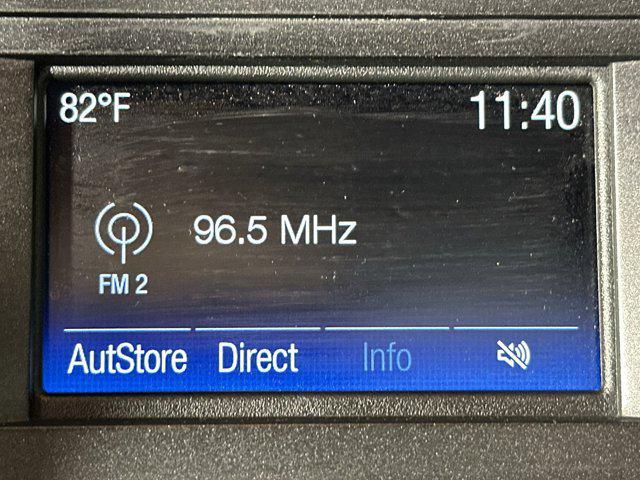 82°F 11:40
96.5 MHz
FM 2
AutStore Direct Info